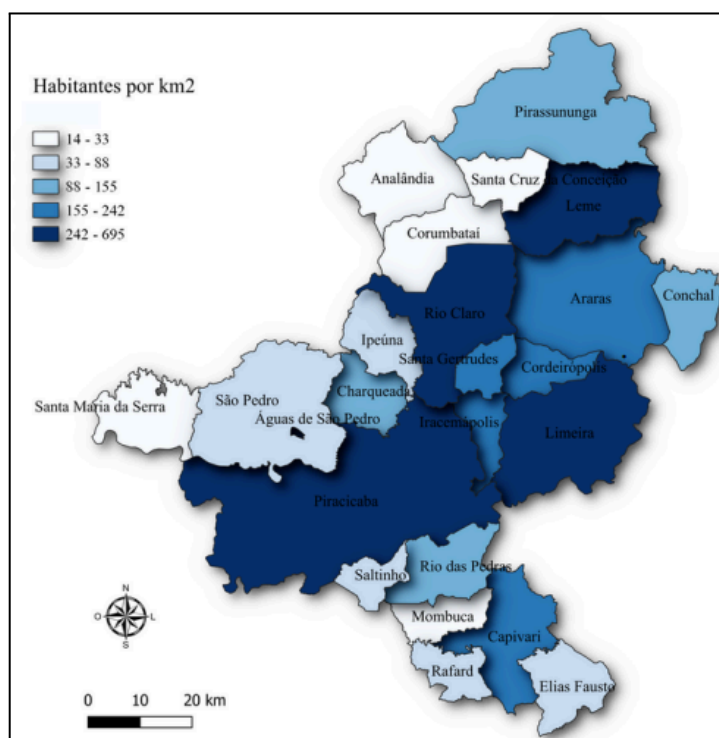 Habitantes por km2
14 - 33
33 - 88
88 - 155
155 - 242
242 - 695
Pirassununga
Analândia
Santa Cruz da Conceição
Leme
Corumbataí
Rio Claro
Araras
Conchal
Ipeúna
Santa Gertrudes
Cordeirópolis
Charqueada
São Pedro
Santa Maria da Serra
Águas de São Pedro
Iracemápolis
Limeira
Piracicaba
Saltinho
Rio das Pedras
Mombuca
Capivari
Rafard
Elias Fausto
N
O
L
S
0 10 20 km